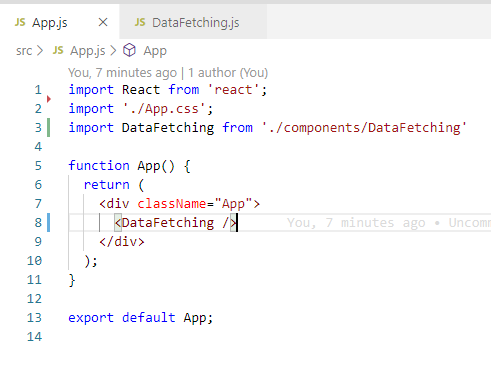 JS App.js × JS DataFetching.js
src > JS App.js > App
You, 7 minutes ago | 1 author (You)
1 import React from 'react';
2 import './App.css';
3 import DataFetching from './components/DataFetching'
4
5 function App() {
6 return (
7 <div className="App">
8 <DataFetching /> You, 7 minutes ago • Uncomm
9 </div>
10 );
11 }
12
13 export default App;
14